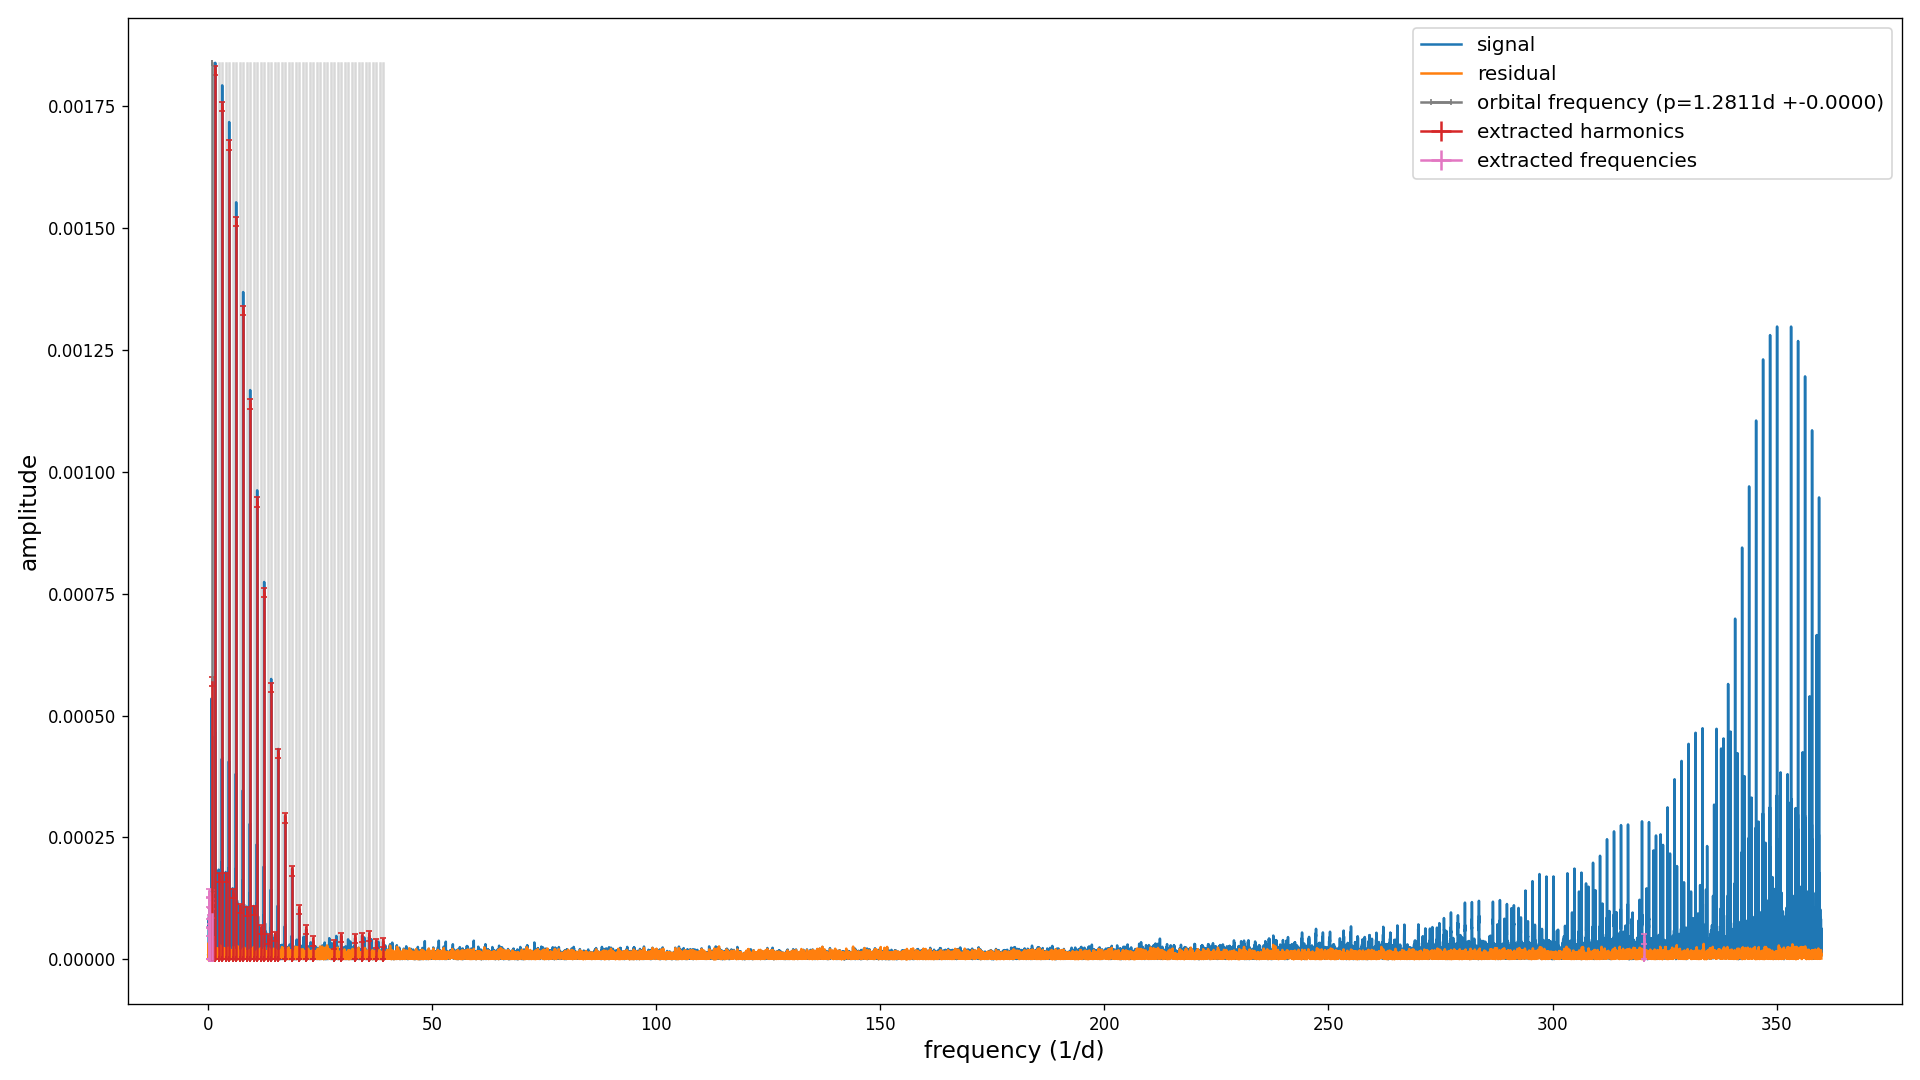 signal
residual
orbital frequency (p=1.2811d +-0.0000)
extracted harmonics
extracted frequencies
amplitude
0.00175
0.00150
0.00125
0.00100
0.00075
0.00050
0.00025
0.00000
0 50 100 150 200 250 300 350
frequency (1/d)